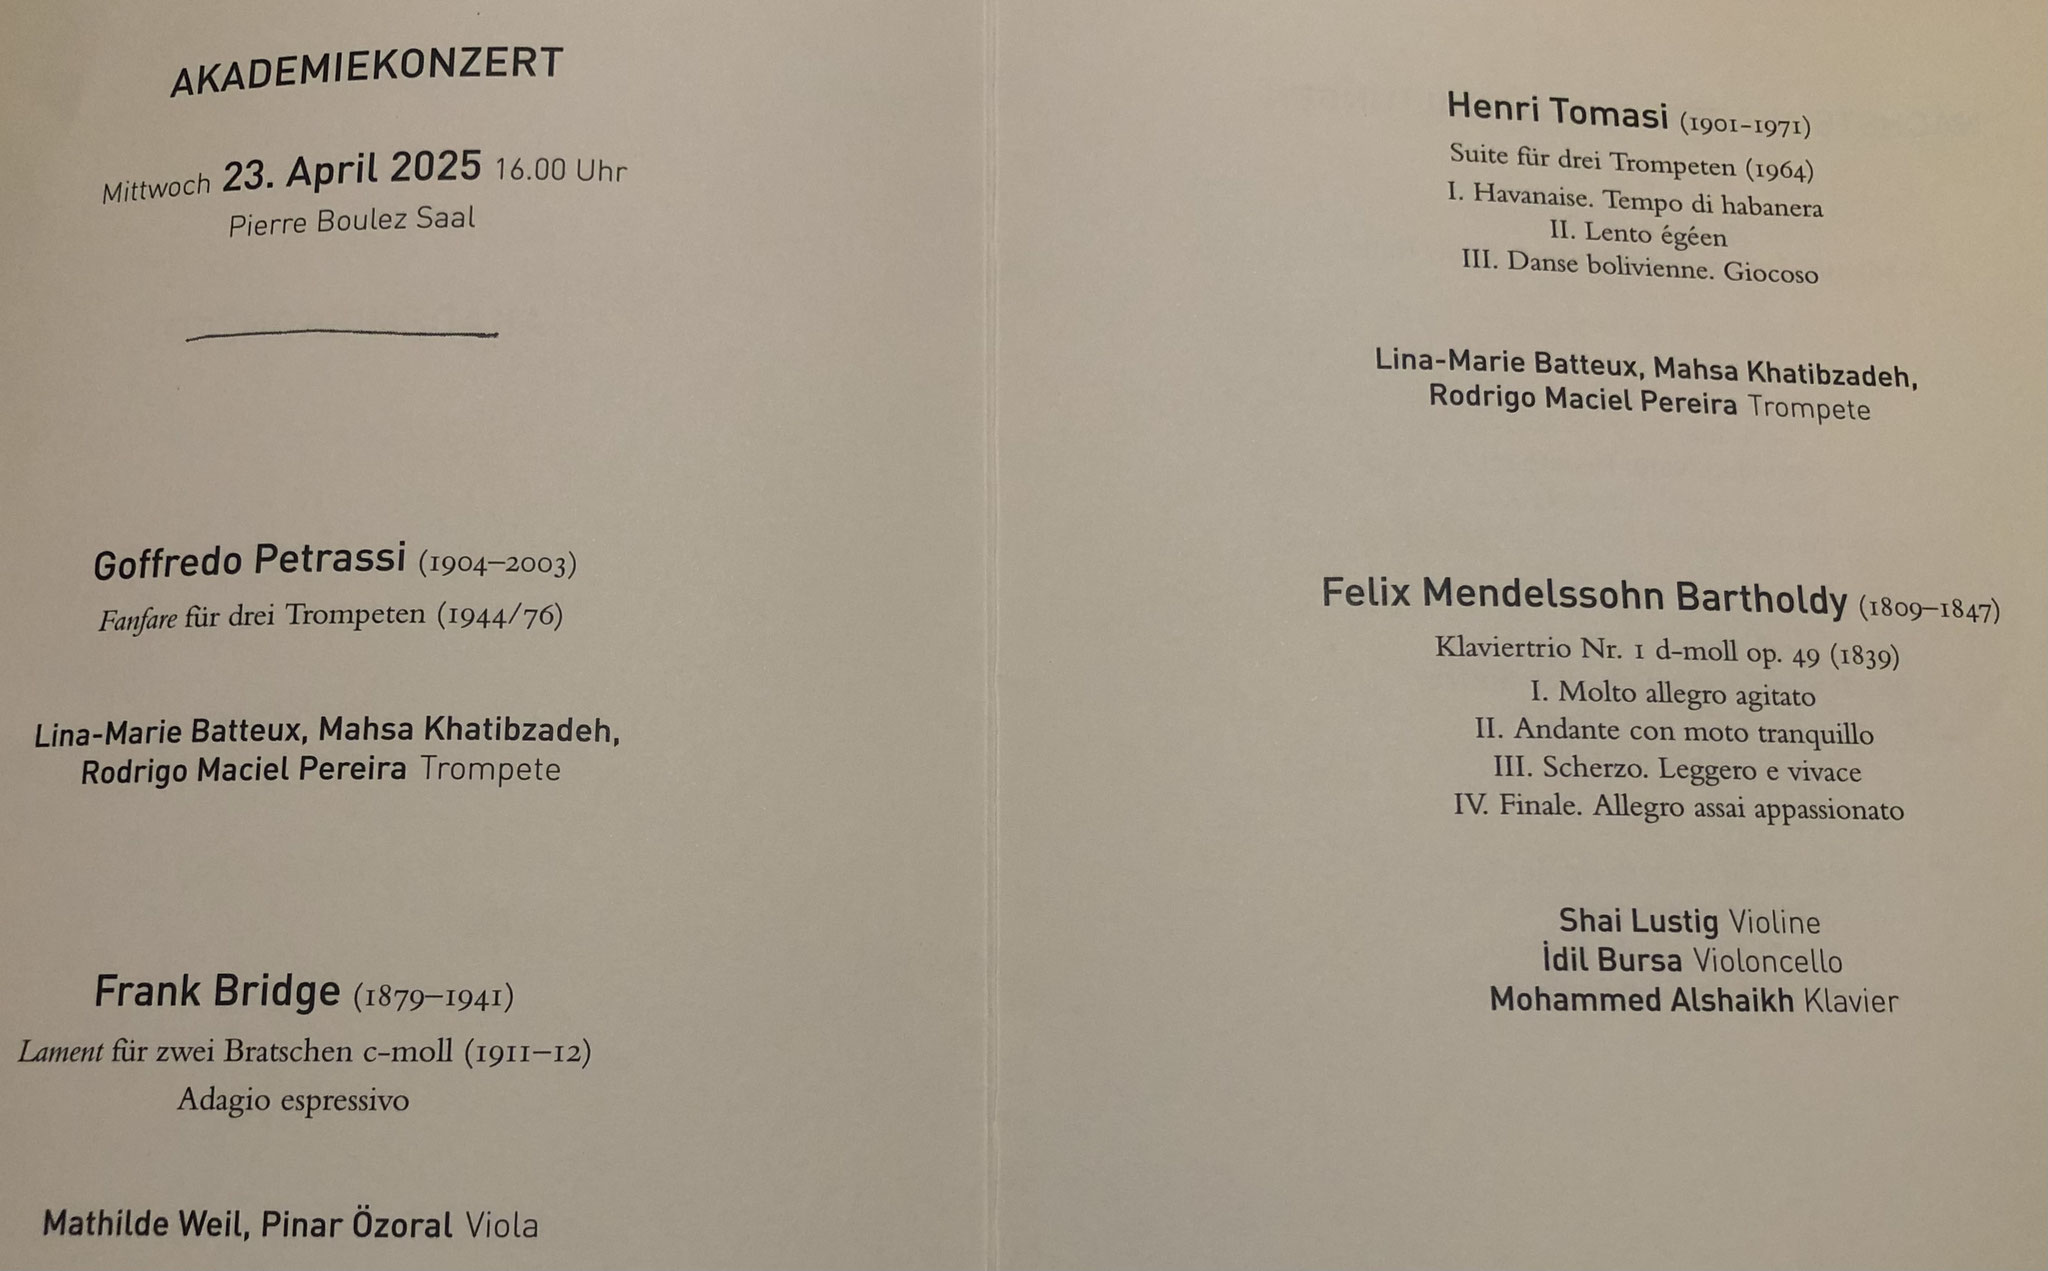 AKADEMIEKONZERT
Mittwoch 23. April 2025 16.00 Uhr
Pierre Boulez Saal
Goffredo Petrassi (1904–2003)
Fanfare für drei Trompeten (1944/76)
Lina-Marie Batteux, Mahsa Khatibzadeh,
Rodrigo Maciel Pereira Trompete
Frank Bridge (1879–1941)
Lament für zwei Bratschen c-moll (1911–12)
Adagio espressivo
Mathilde Weil, Pinar Özoral Viola
Henri Tomasi (1901–1971)
Suite für drei Trompeten (1964)
I. Havanaise. Tempo di habanera
II. Lento égéen
III. Danse bolivienne. Giocoso
Lina-Marie Batteux, Mahsa Khatibzadeh,
Rodrigo Maciel Pereira Trompete
Felix Mendelssohn Bartholdy (1809–1847)
Klaviertrio Nr. 1 d-moll op. 49 (1839)
I. Molto allegro agitato
II. Andante con moto tranquillo
III. Scherzo. Leggero e vivace
IV. Finale. Allegro assai appassionato
Shai Lustig Violine
İdil Bursa Violoncello
Mohammed Alshaikh Klavier